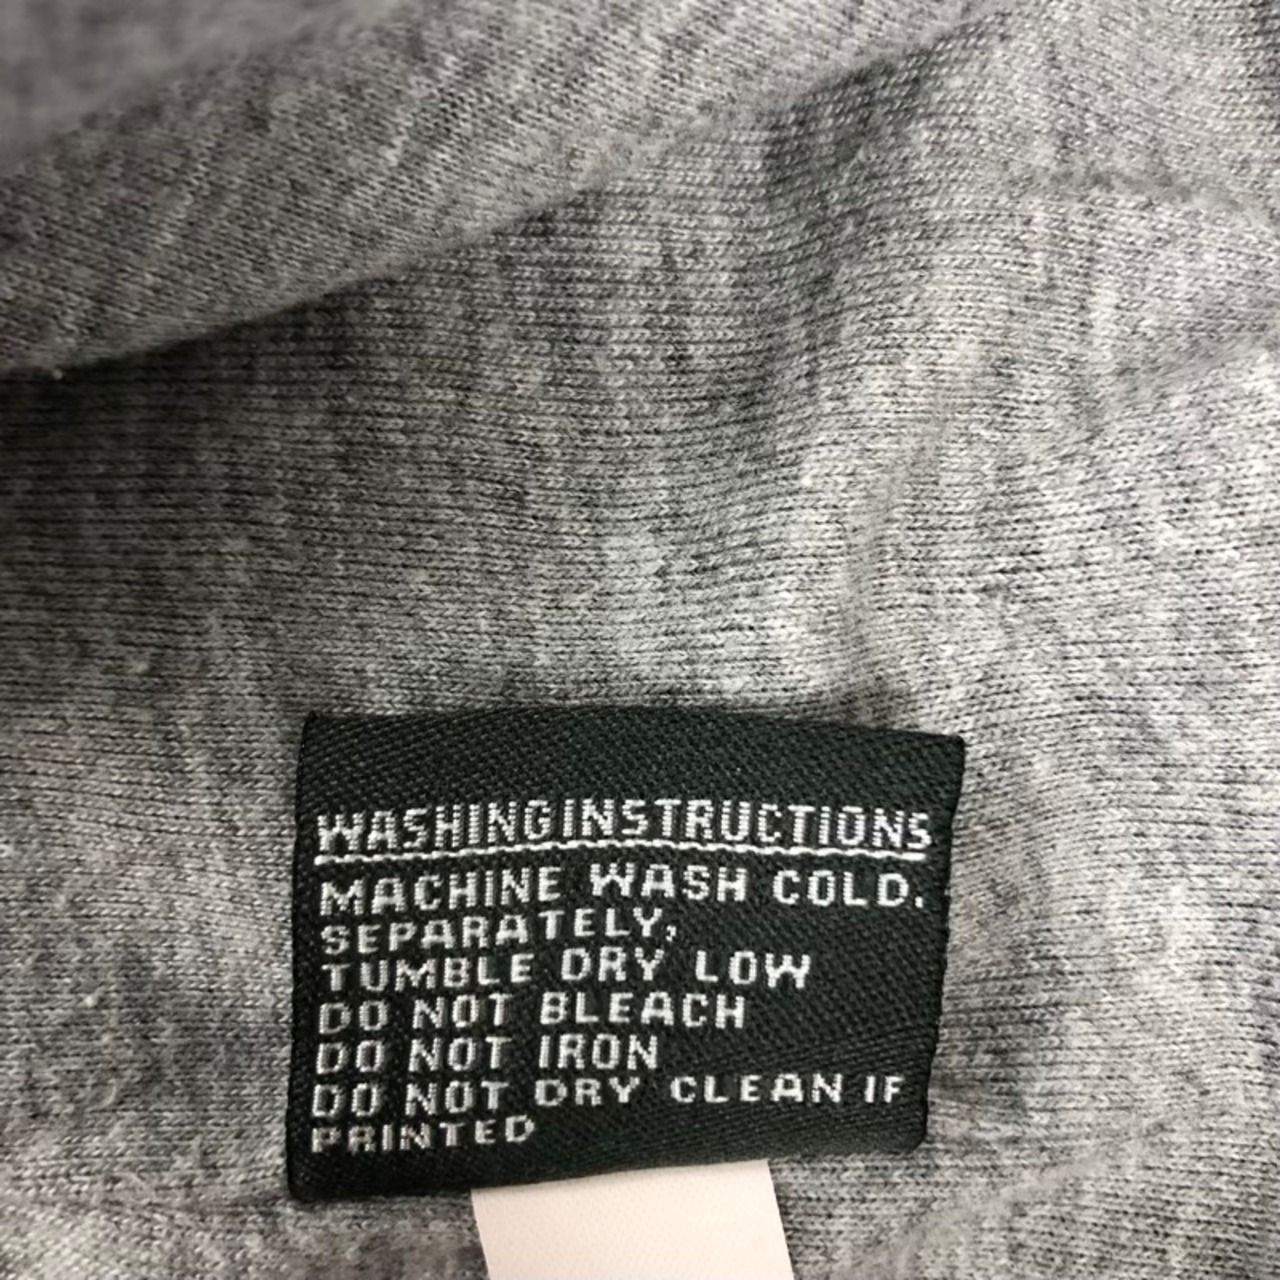 WASHINGINSTRUCTIONS
MACHINE WASH COLD.
SEPARATELY,
TUMBLE DRY LOW
DO NOT BLEACH
DO NOT IRON
DO NOT DRY CLEAN IF
PRINTED